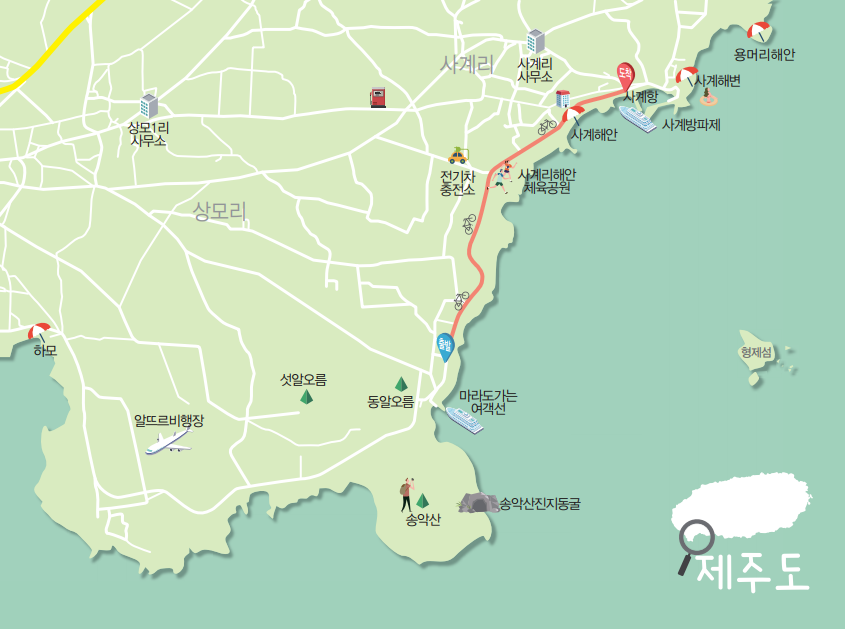 용머리해안
사계리
사계리
사무소
도착
사계해변
사계항
상모1리
사무소
사계해안
사계방파제
전기차
충전소
사계리해안
체육공원
상모리
출발
하모
형제섬
섯알오름
동알오름
마라도가는
여객선
알뜨르비행장
송악산
송악산진지동굴
제주도